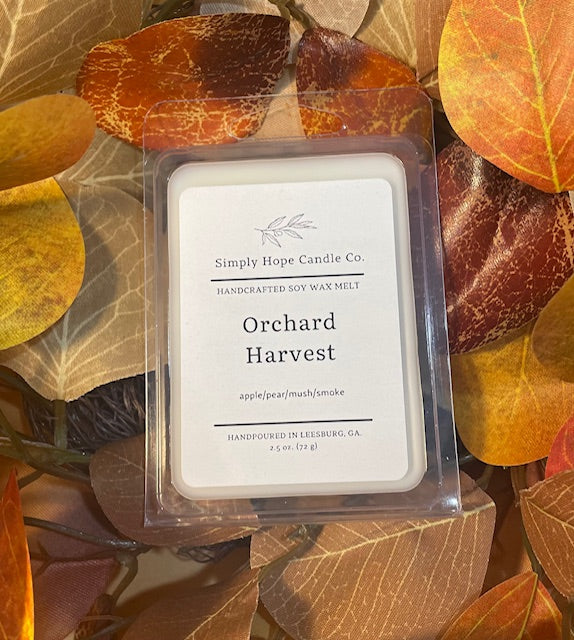 Simply Hope Candle Co.
HANDCRAFTED SOY WAX MELT
Orchard
Harvest
apple/pear/mush/smoke
HANDPOURED IN LEESBURG, GA.
2.5 oz. (72 g)